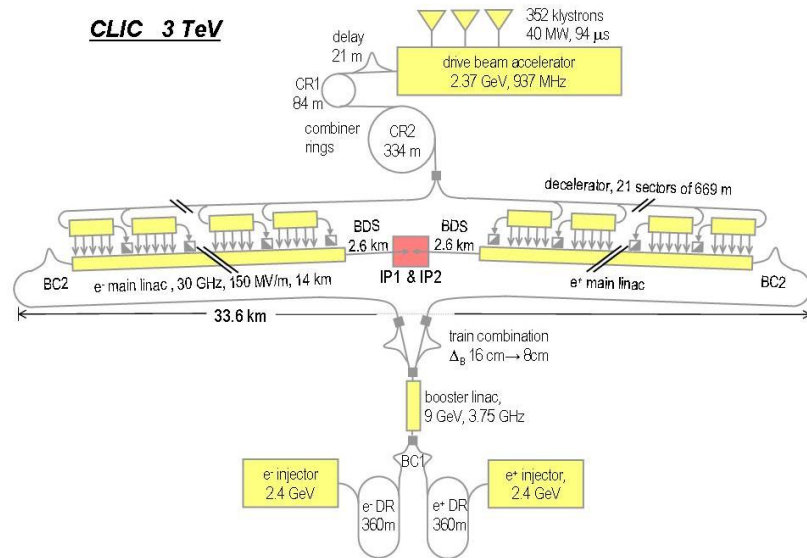 CLIC 3 TeV
352 klystrons
40 MW, 94 μs
delay
21 m
drive beam accelerator
2.37 GeV, 937 MHz
CR1
84 m
combiner
rings
CR2
334 m
decelerator, 21 sectors of 669 m
BDS
2.6 km
BDS
2.6 km
IP1 & IP2
BC2
e- main linac , 30 GHz, 150 MV/m, 14 km
e+ main linac
BC2
33.6 km
train combination
ΔB 16 cm→ 8cm
booster linac,
9 GeV, 3.75 GHz
BC1
e- injector
2.4 GeV
e+ injector,
2.4 GeV
e- DR
360m
e+ DR
360m